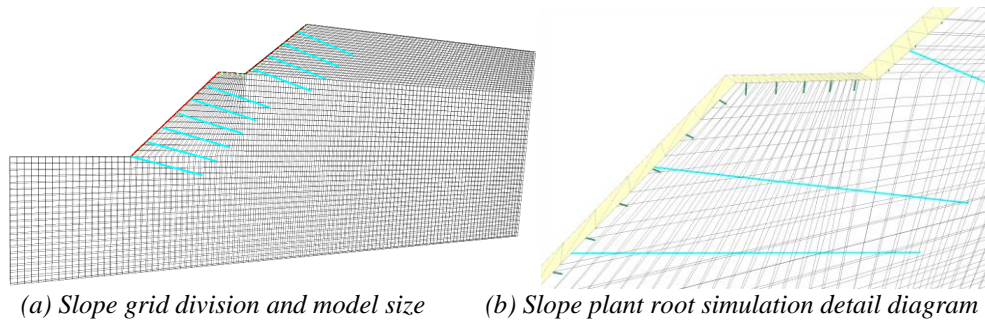 (a) Slope grid division and model size
(b) Slope plant root simulation detail diagram